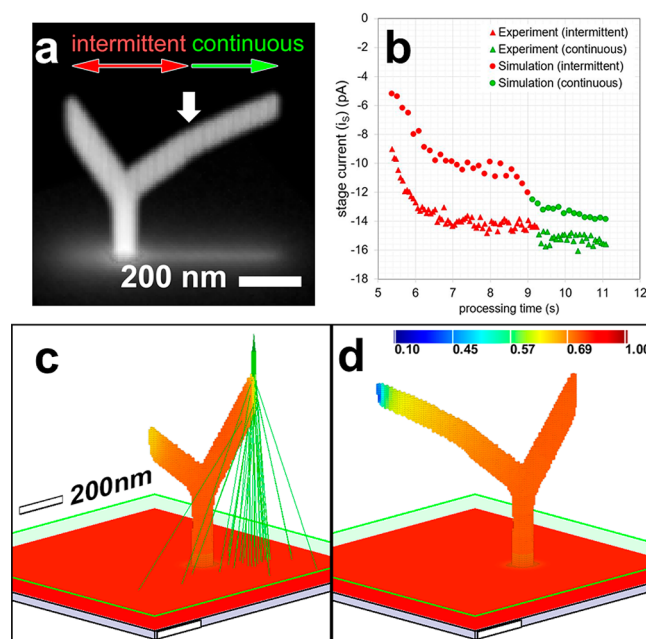 a
intermittent continuous
200 nm
b
Experiment (intermittent)
Experiment (continuous)
Simulation (intermittent)
Simulation (continuous)
stage current (iS) (pA)
0
-2
-4
-6
-8
-10
-12
-14
-16
-18
5 6 7 8 9 10 11 12
processing time (s)
c
200nm
d
0.10 0.45 0.57 0.69 1.00